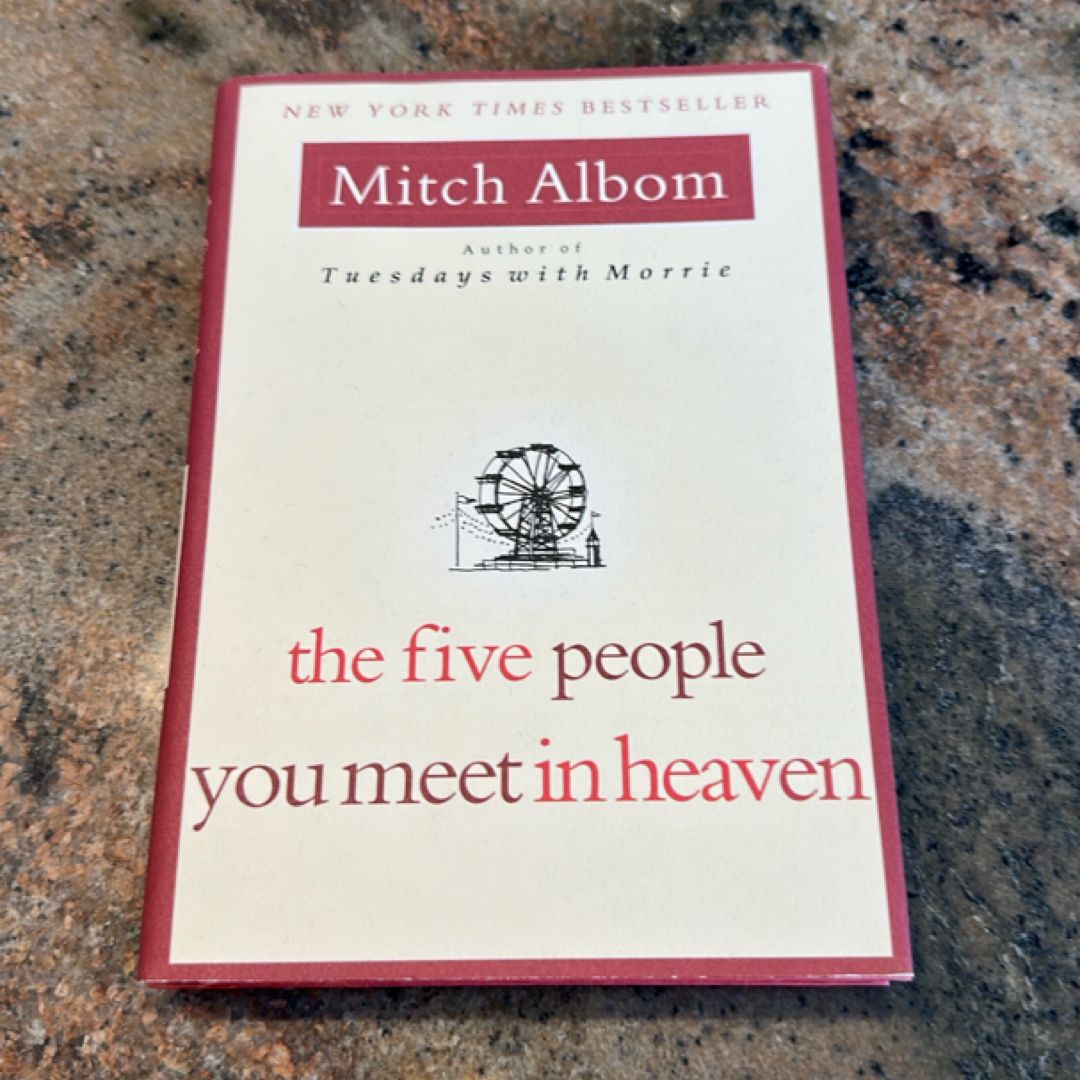 NEW YORK TIMES BESTSELLER
Mitch Albom
Author of
Tuesdays with Morrie
the five people
you meet in heaven